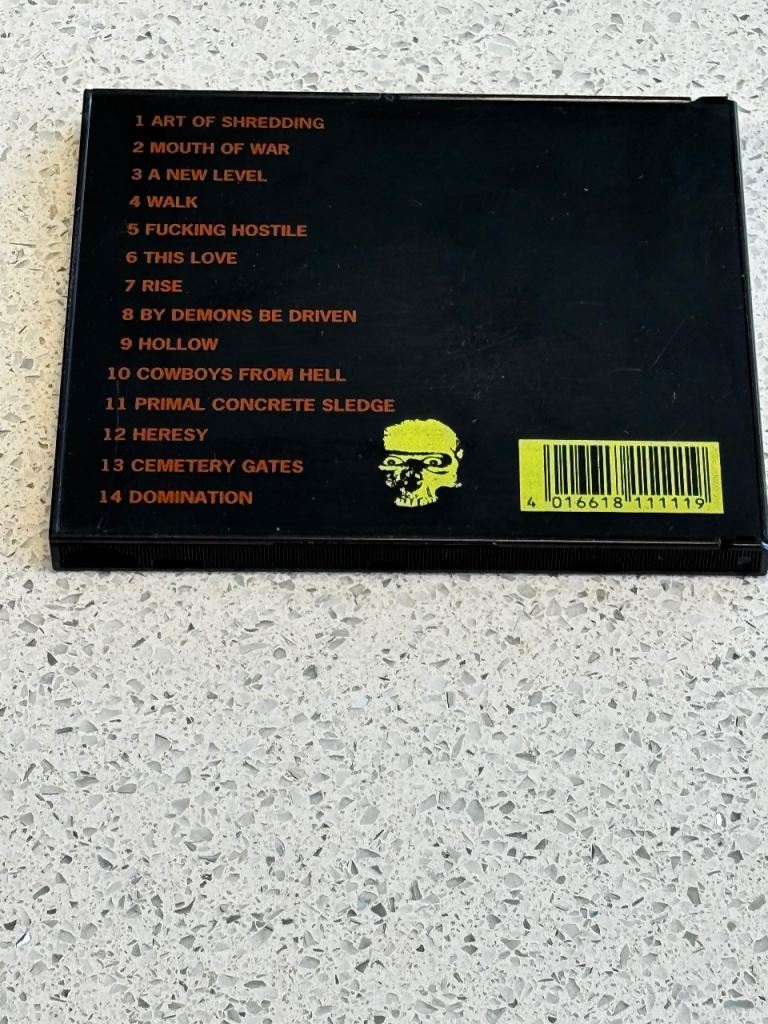 1 ART OF SHREDDING
2 MOUTH OF WAR
3 A NEW LEVEL
4 WALK
5 FUCKING HOSTILE
6 THIS LOVE
7 RISE
8 BY DEMONS BE DRIVEN
9 HOLLOW
10 COWBOYS FROM HELL
11 PRIMAL CONCRETE SLEDGE
12 HERESY
13 CEMETERY GATES
14 DOMINATION
4 016618 111119